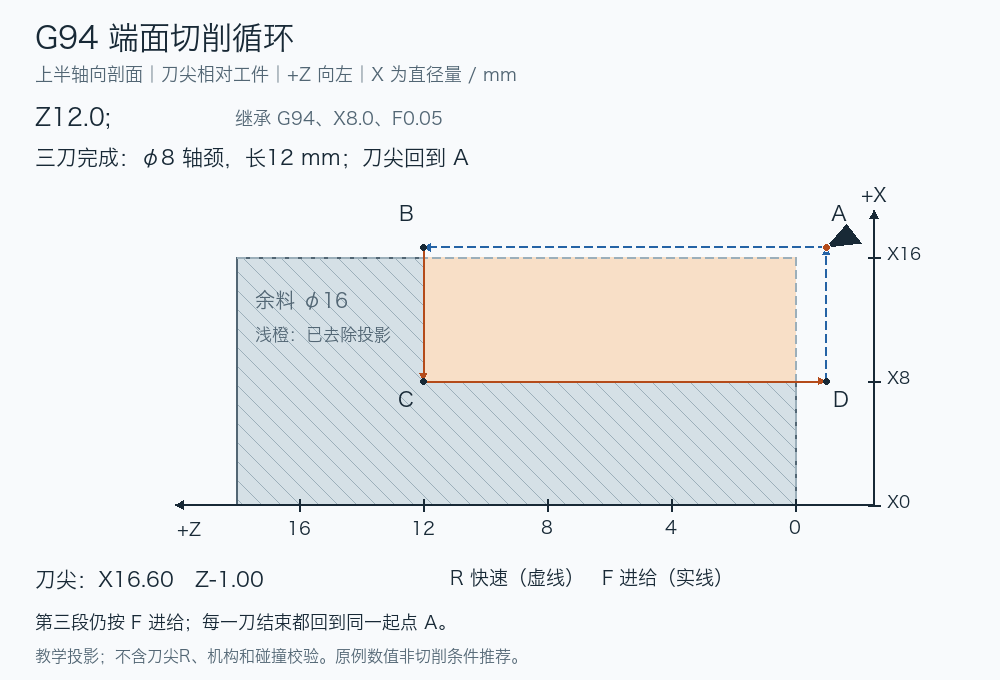 G94 端面切削循环
上半轴向剖面｜刀尖相对工件｜+Z 向左｜X 为直径量 / mm
Z12.0; 继承 G94、X8.0、F0.05
三刀完成：φ8 轴颈，长12 mm；刀尖回到 A
+X
B
A
X16
余料 φ16
浅橙：已去除投影
X8
C
D
X0
+Z
16
12
8
4
0
刀尖：X16.60 Z-1.00
R 快速（虚线） F 进给（实线）
第三段仍按 F 进给；每一刀结束都回到同一起点 A。
教学投影；不含刀尖R、机构和碰撞校验。原例数值非切削条件推荐。